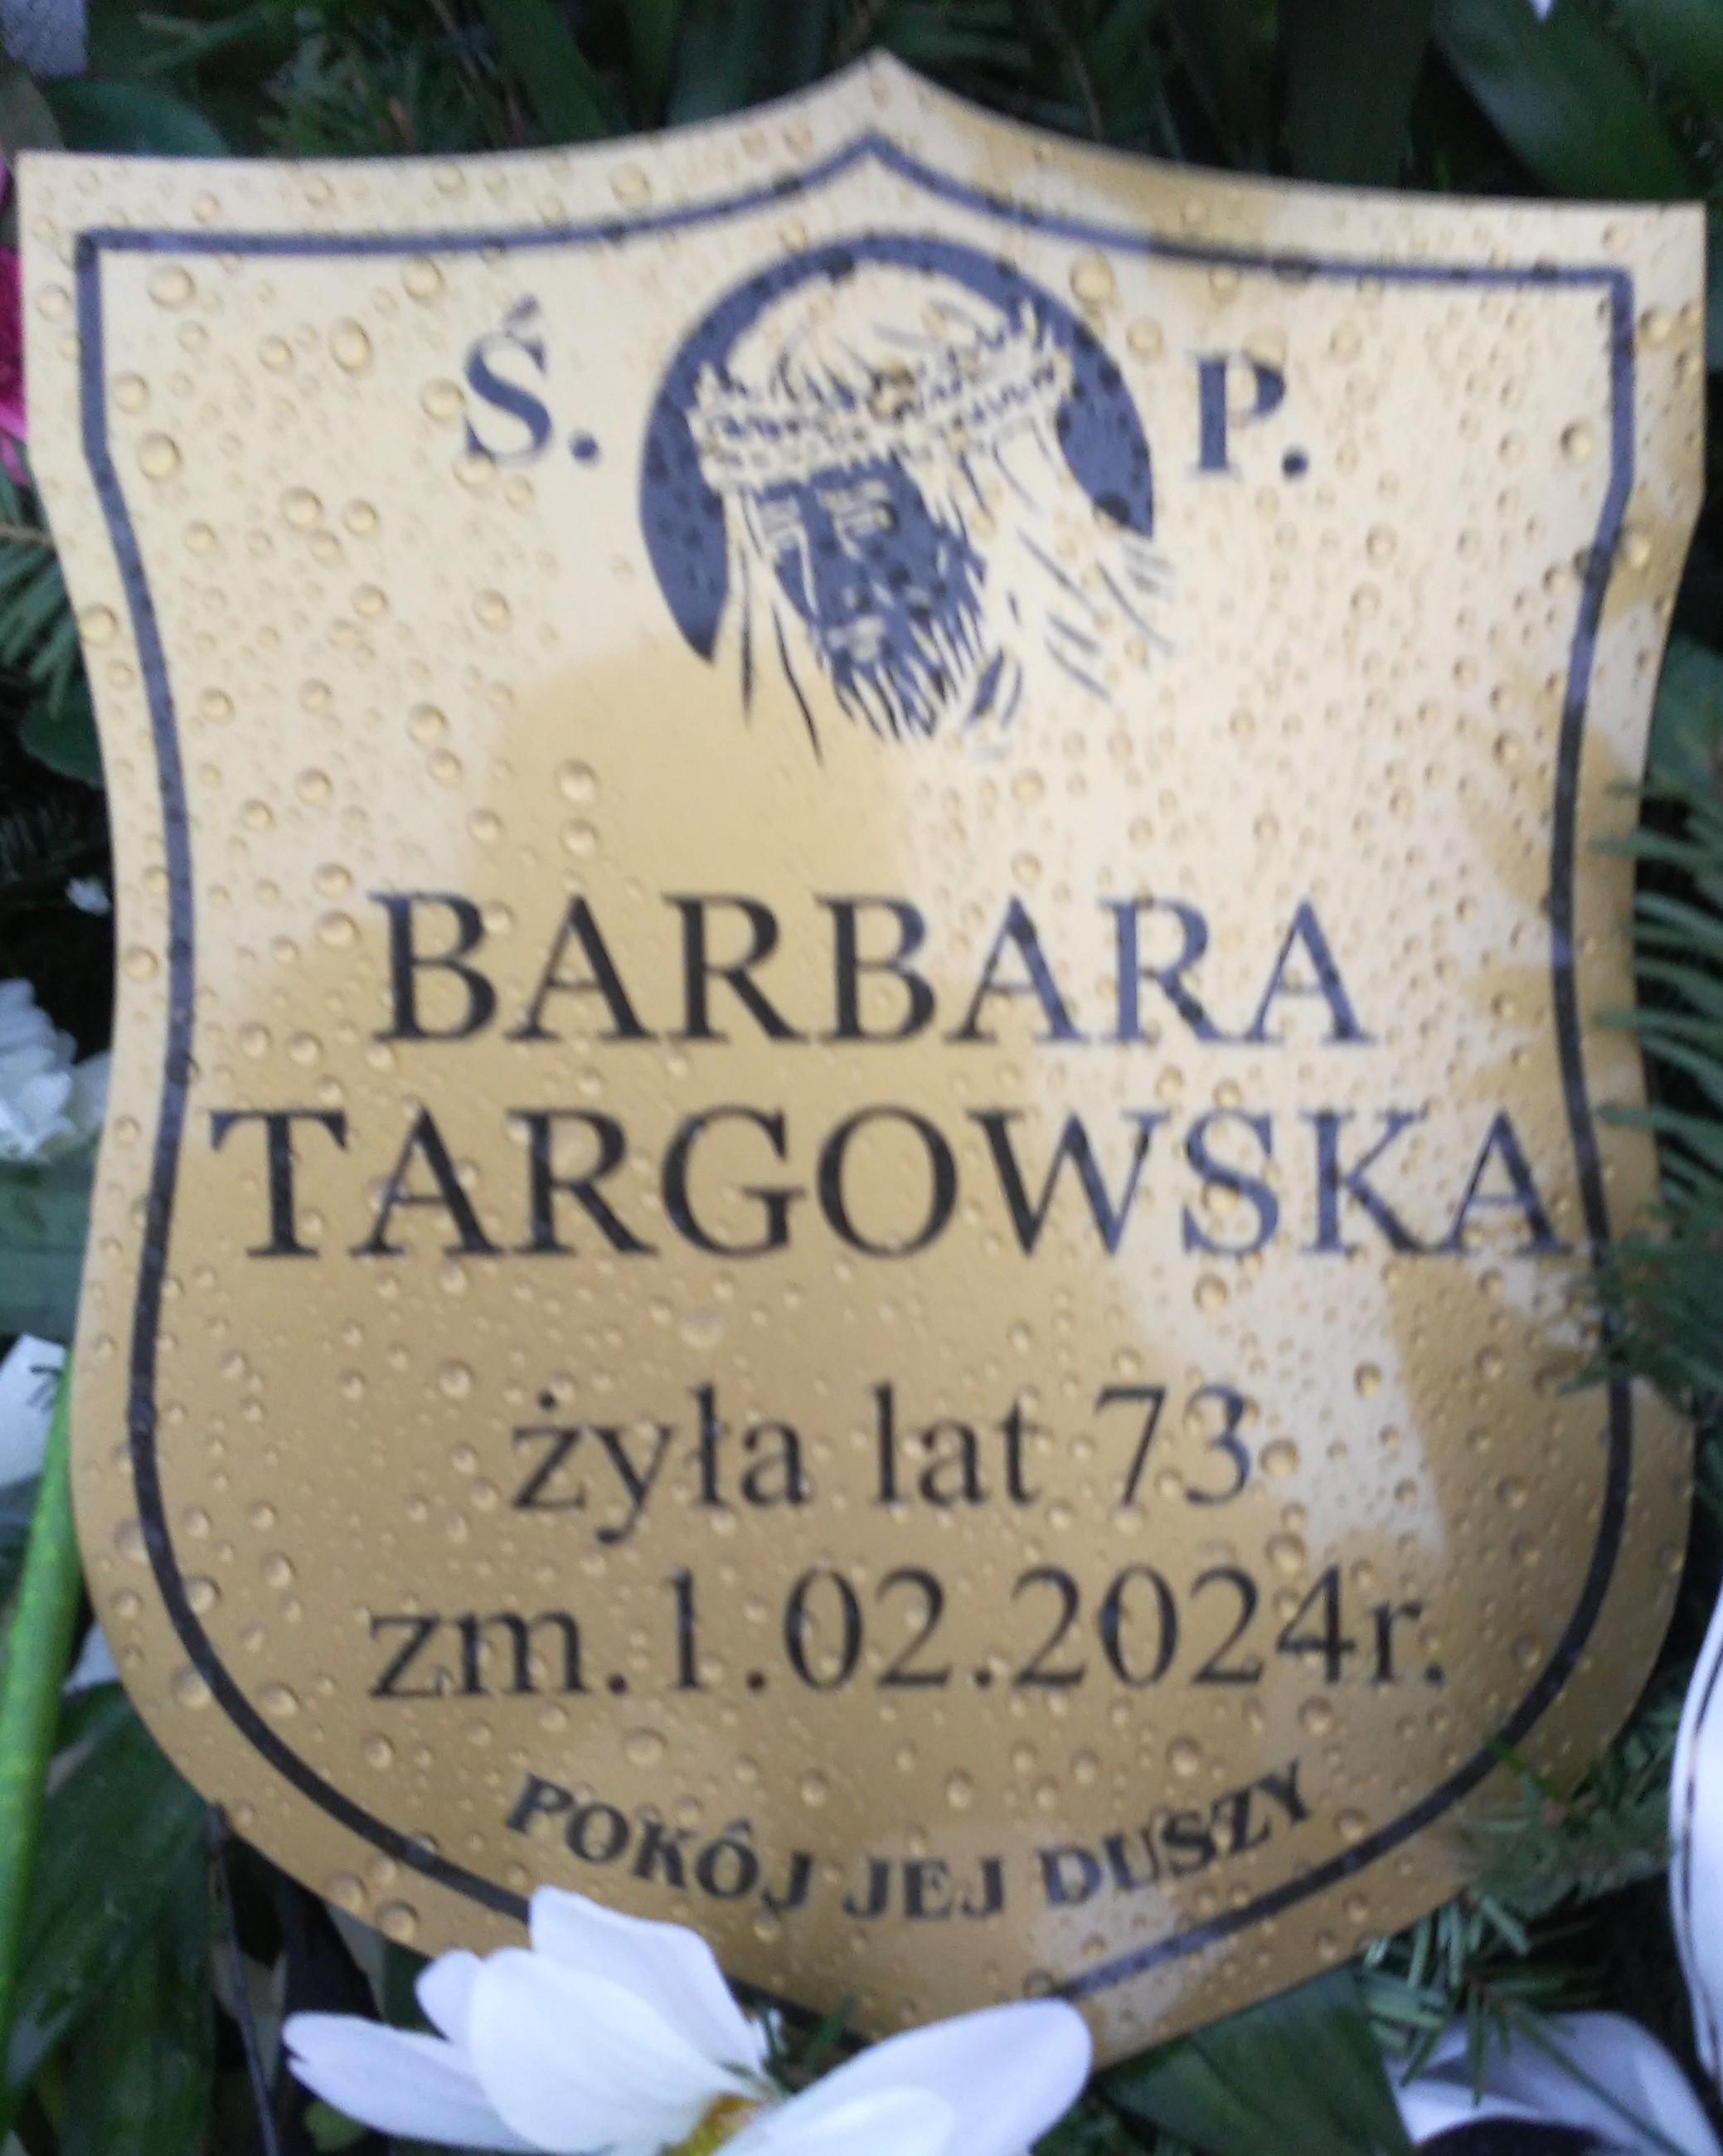 Ś. P.
BARBARA
TARGOWSKA
żyła lat 73
zm. 1.02.2024r.
POKÓJ JEJ DUSZY